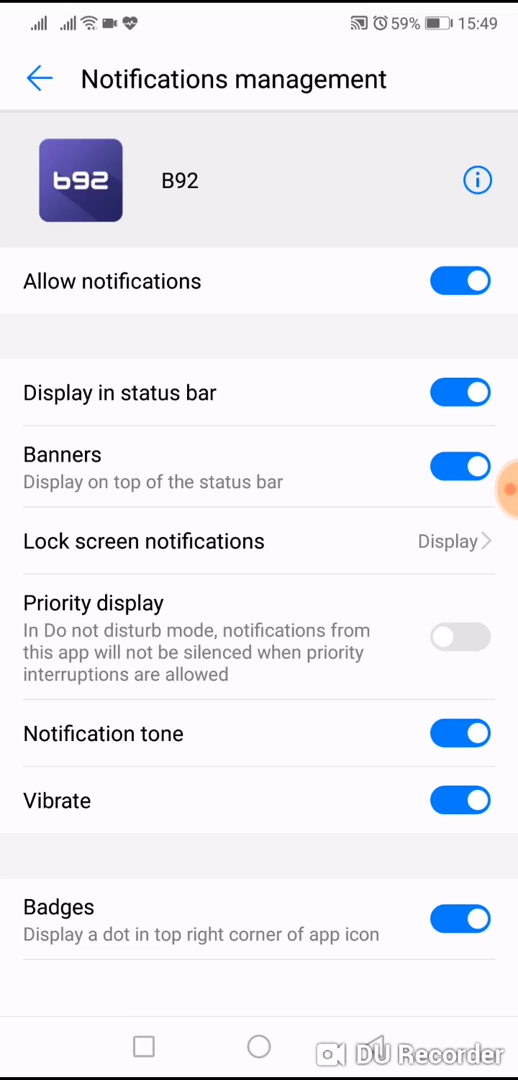 59% 15:49
Notifications management
b92
B92
Allow notifications
Display in status bar
Banners
Display on top of the status bar
Lock screen notifications
Display
Priority display
In Do not disturb mode, notifications from
this app will not be silenced when priority
interruptions are allowed
Notification tone
Vibrate
Badges
Display a dot in top right corner of app icon
DU Recorder